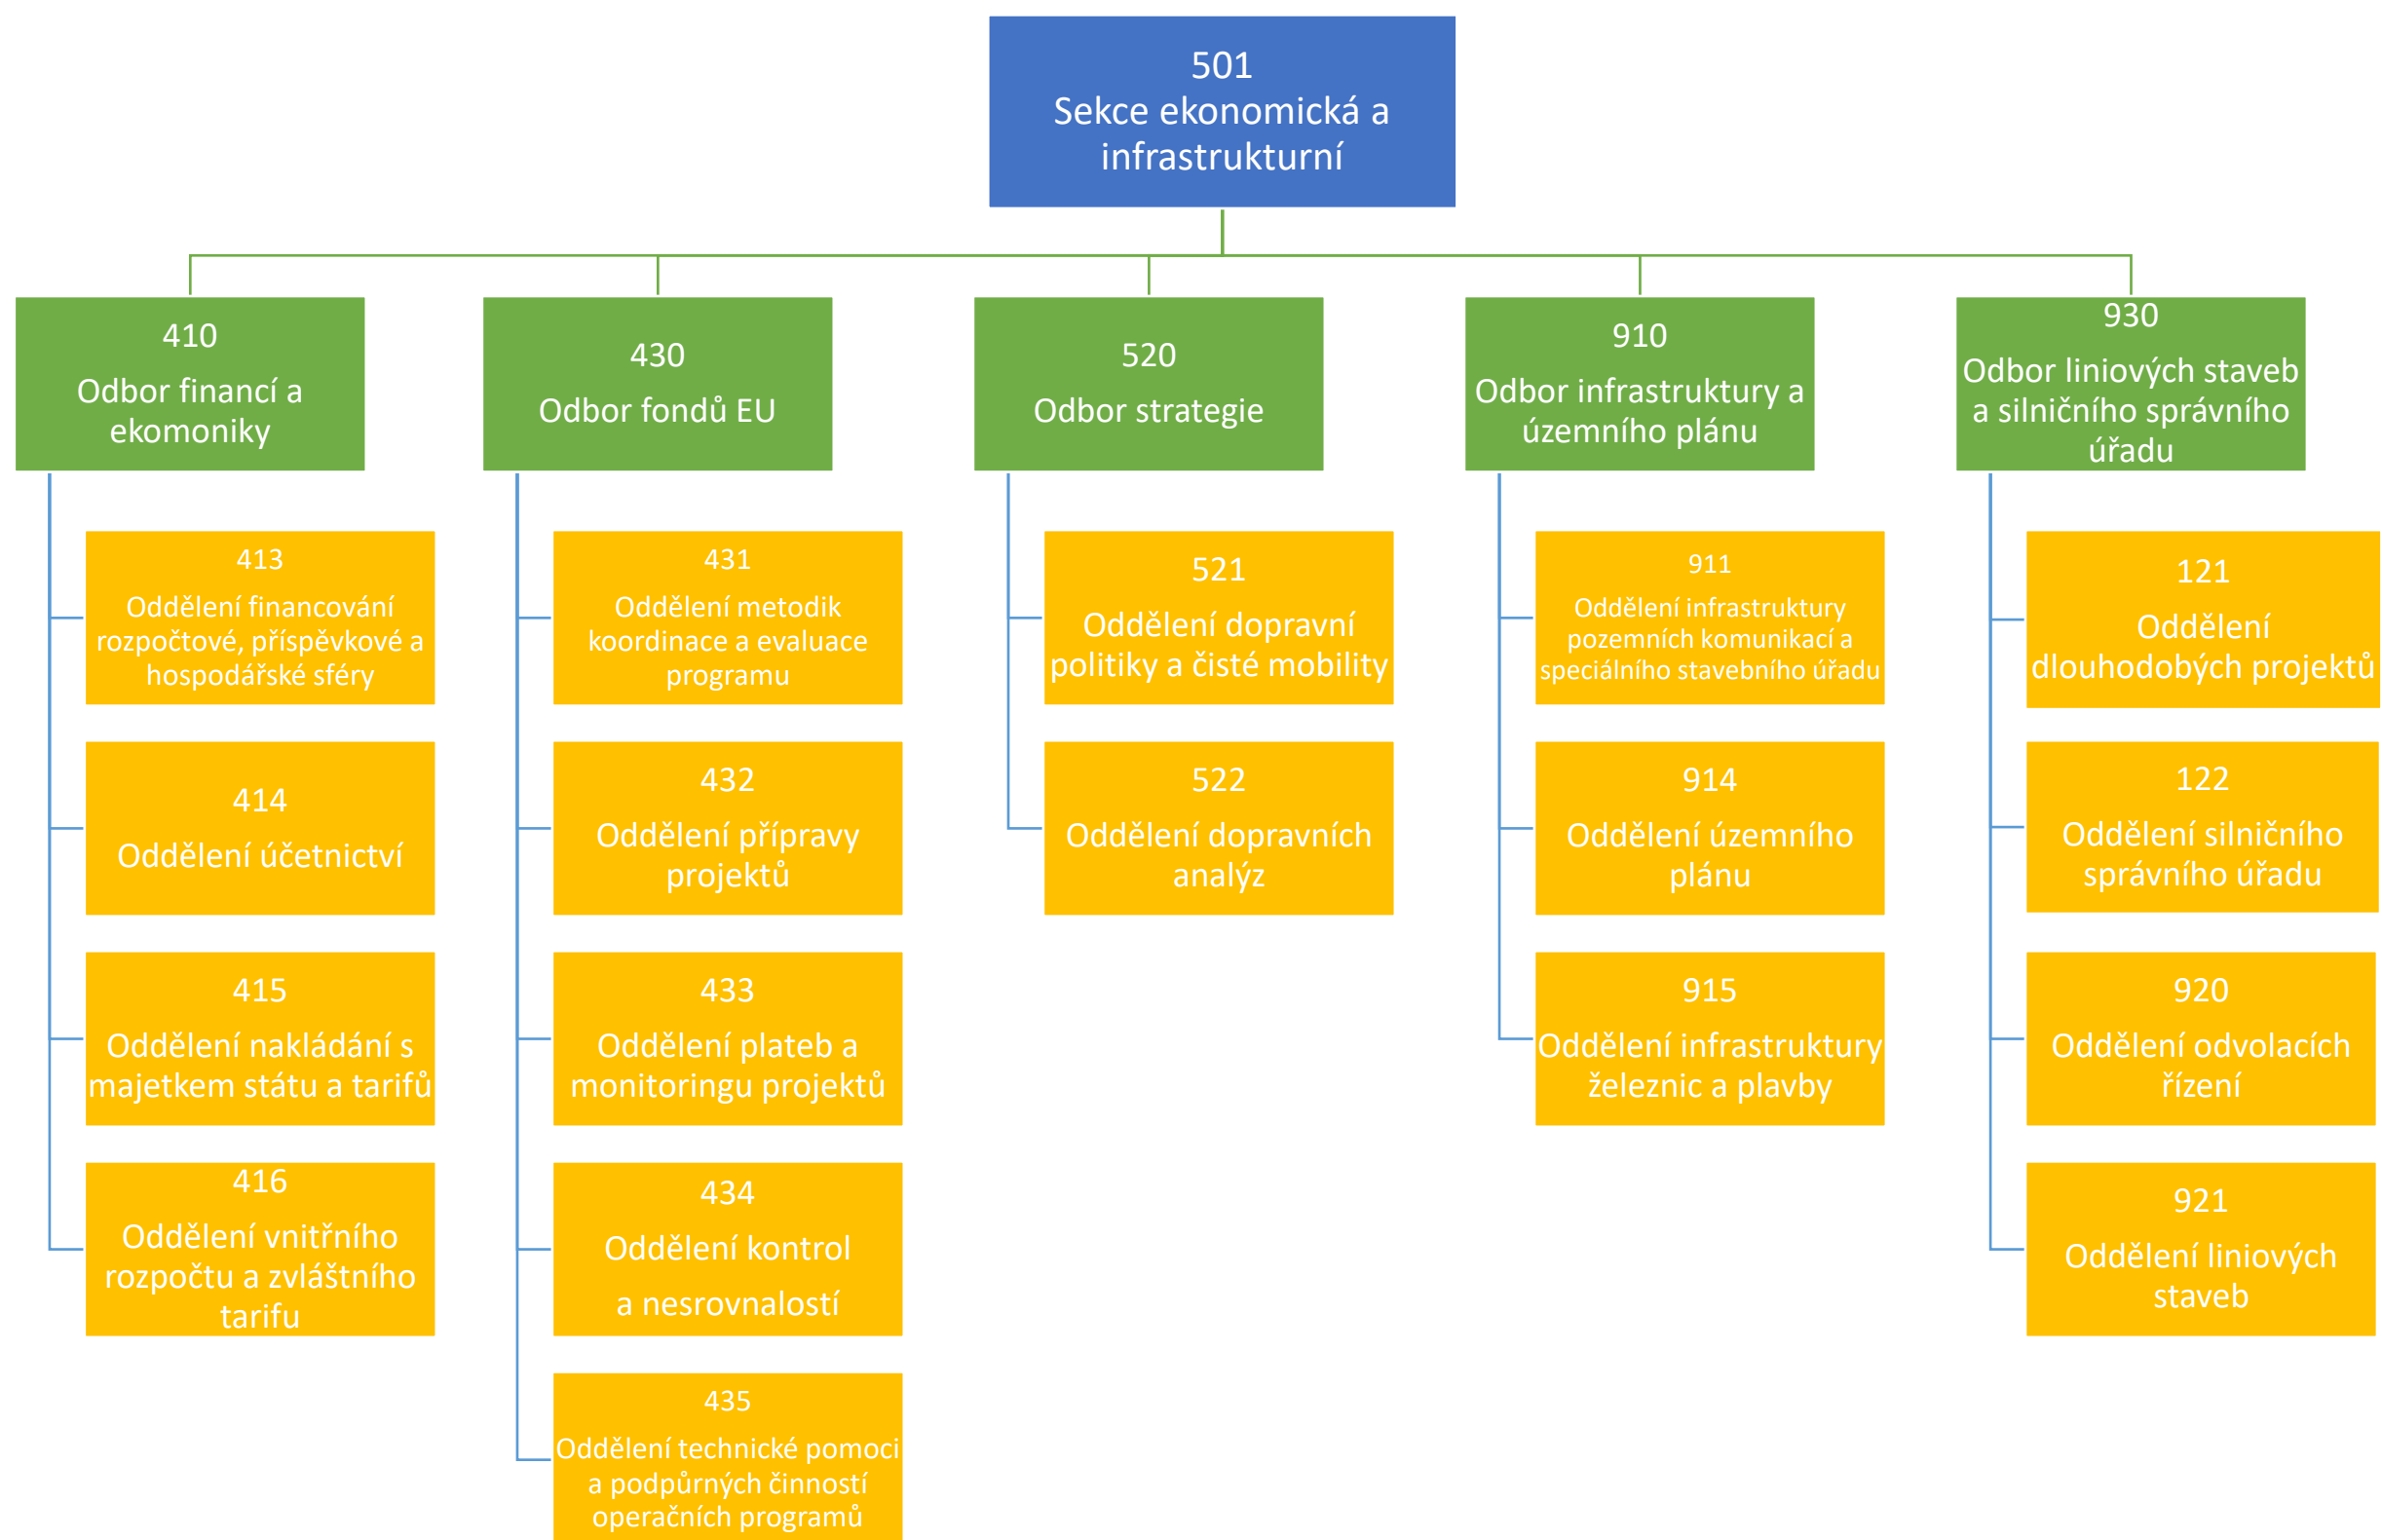 501
Sekce ekonomická a
infrastrukturní
410
Odbor financí a
ekomoniky
430
Odbor fondů EU
520
Odbor strategie
910
Odbor infrastruktury a
územního plánu
930
Odbor liniových staveb
a silničního správního
úřadu
413
Oddělení financování
rozpočtové, příspěvkové a
hospodářské sféry
414
Oddělení účetnictví
415
Oddělení nakládání s
majetkem státu a tarifů
416
Oddělení vnitřního
rozpočtu a zvláštního
tarifu
431
Oddělení metodik
koordinace a evaluace
programu
432
Oddělení přípravy
projektů
433
Oddělení plateb a
monitoringu projektů
434
Oddělení kontrol
a nesrovnalostí
435
Oddělení technické pomoci
a podpůrných činností
operačních programů
521
Oddělení dopravní
politiky a čisté mobility
522
Oddělení dopravních
analýz
911
Oddělení infrastruktury
pozemních komunikací a
speciálního stavebního úřadu
914
Oddělení územního
plánu
915
Oddělení infrastruktury
železnic a plavby
121
Oddělení
dlouhodobých projektů
122
Oddělení silničního
správního úřadu
920
Oddělení odvolacích
řízení
921
Oddělení liniových
staveb